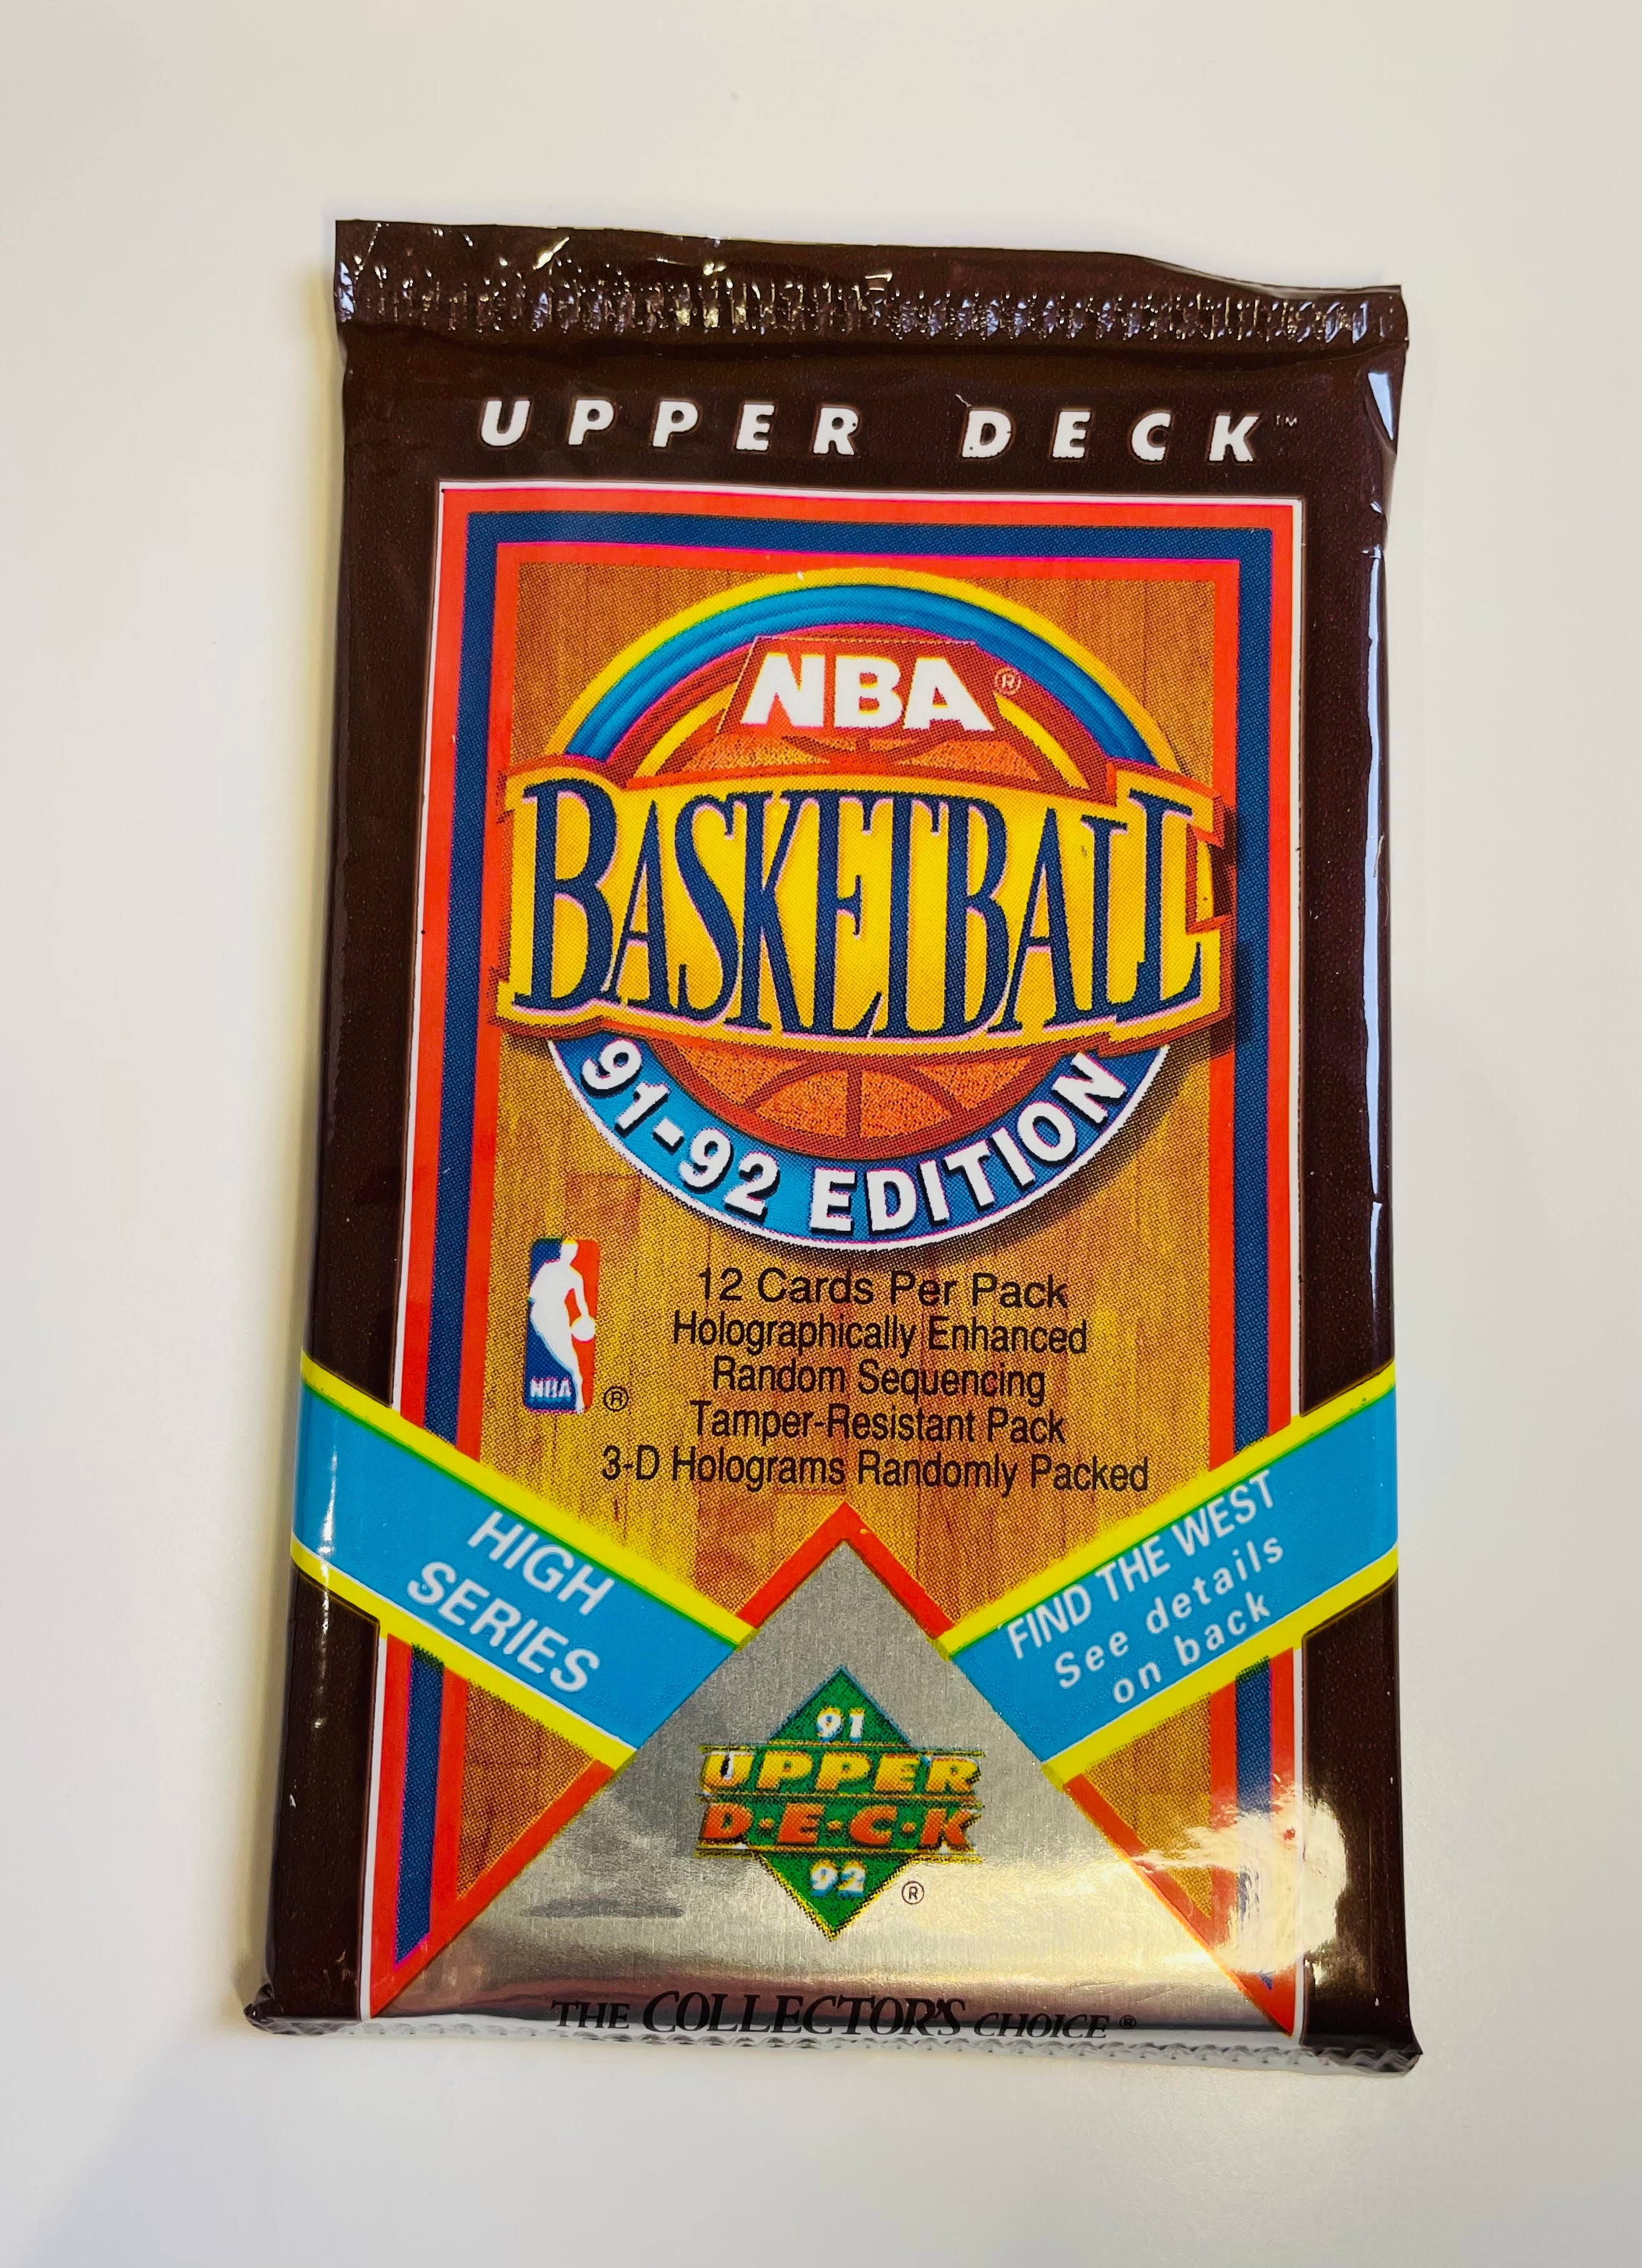 UPPER DECK™
NBA®
BASKETBALL
91-92 EDITION
NBA
®
12 Cards Per Pack
Holographically Enhanced
Random Sequencing
Tamper-Resistant Pack
3-D Holograms Randomly Packed
HIGH
SERIES
FIND THE WEST
See details
on back
91
UPPER
D·E·C·K
92
®
THE COLLECTOR'S CHOICE®